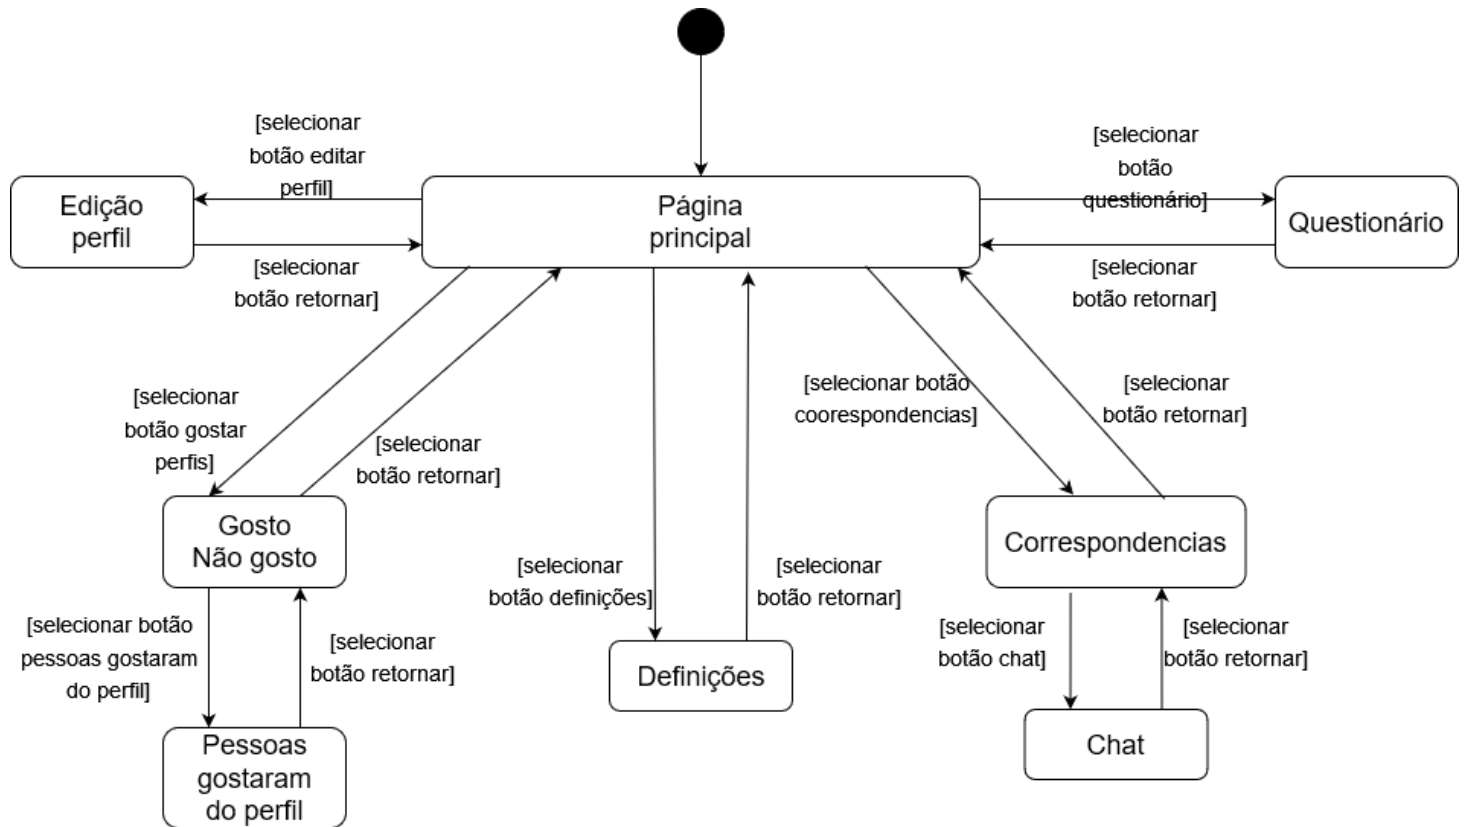 [selecionar
botão editar
perfil]
[selecionar
botão
questionário]
Edição
perfil
Página
principal
Questionário
[selecionar
botão retornar]
[selecionar
botão retornar]
[selecionar
botão gostar
perfis]
[selecionar
botão retornar]
[selecionar botão
coorespondencias]
[selecionar
botão retornar]
Gosto
Não gosto
Correspondencias
[selecionar
botão definições]
[selecionar
botão retornar]
[selecionar botão
pessoas gostaram
do perfil]
[selecionar
botão retornar]
[selecionar
botão chat]
[selecionar
botão retornar]
Definições
Pessoas
gostaram
do perfil
Chat